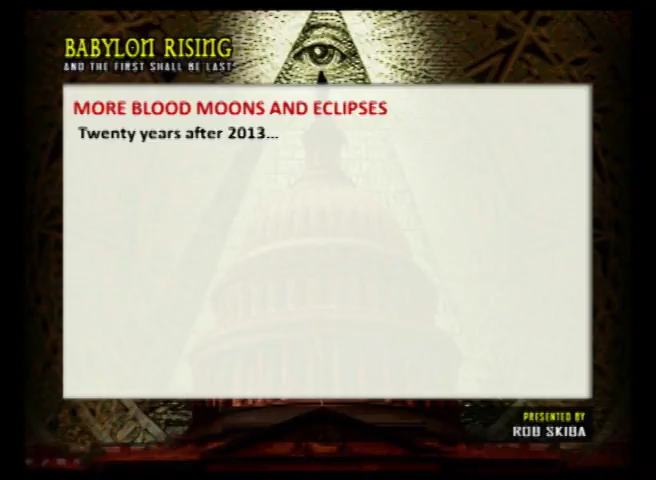 BABYLON RISING
AND THE FIRST SHALL BE LAST
MORE BLOOD MOONS AND ECLIPSES
Twenty years after 2013...
PRESENTED BY
ROB SKIBA